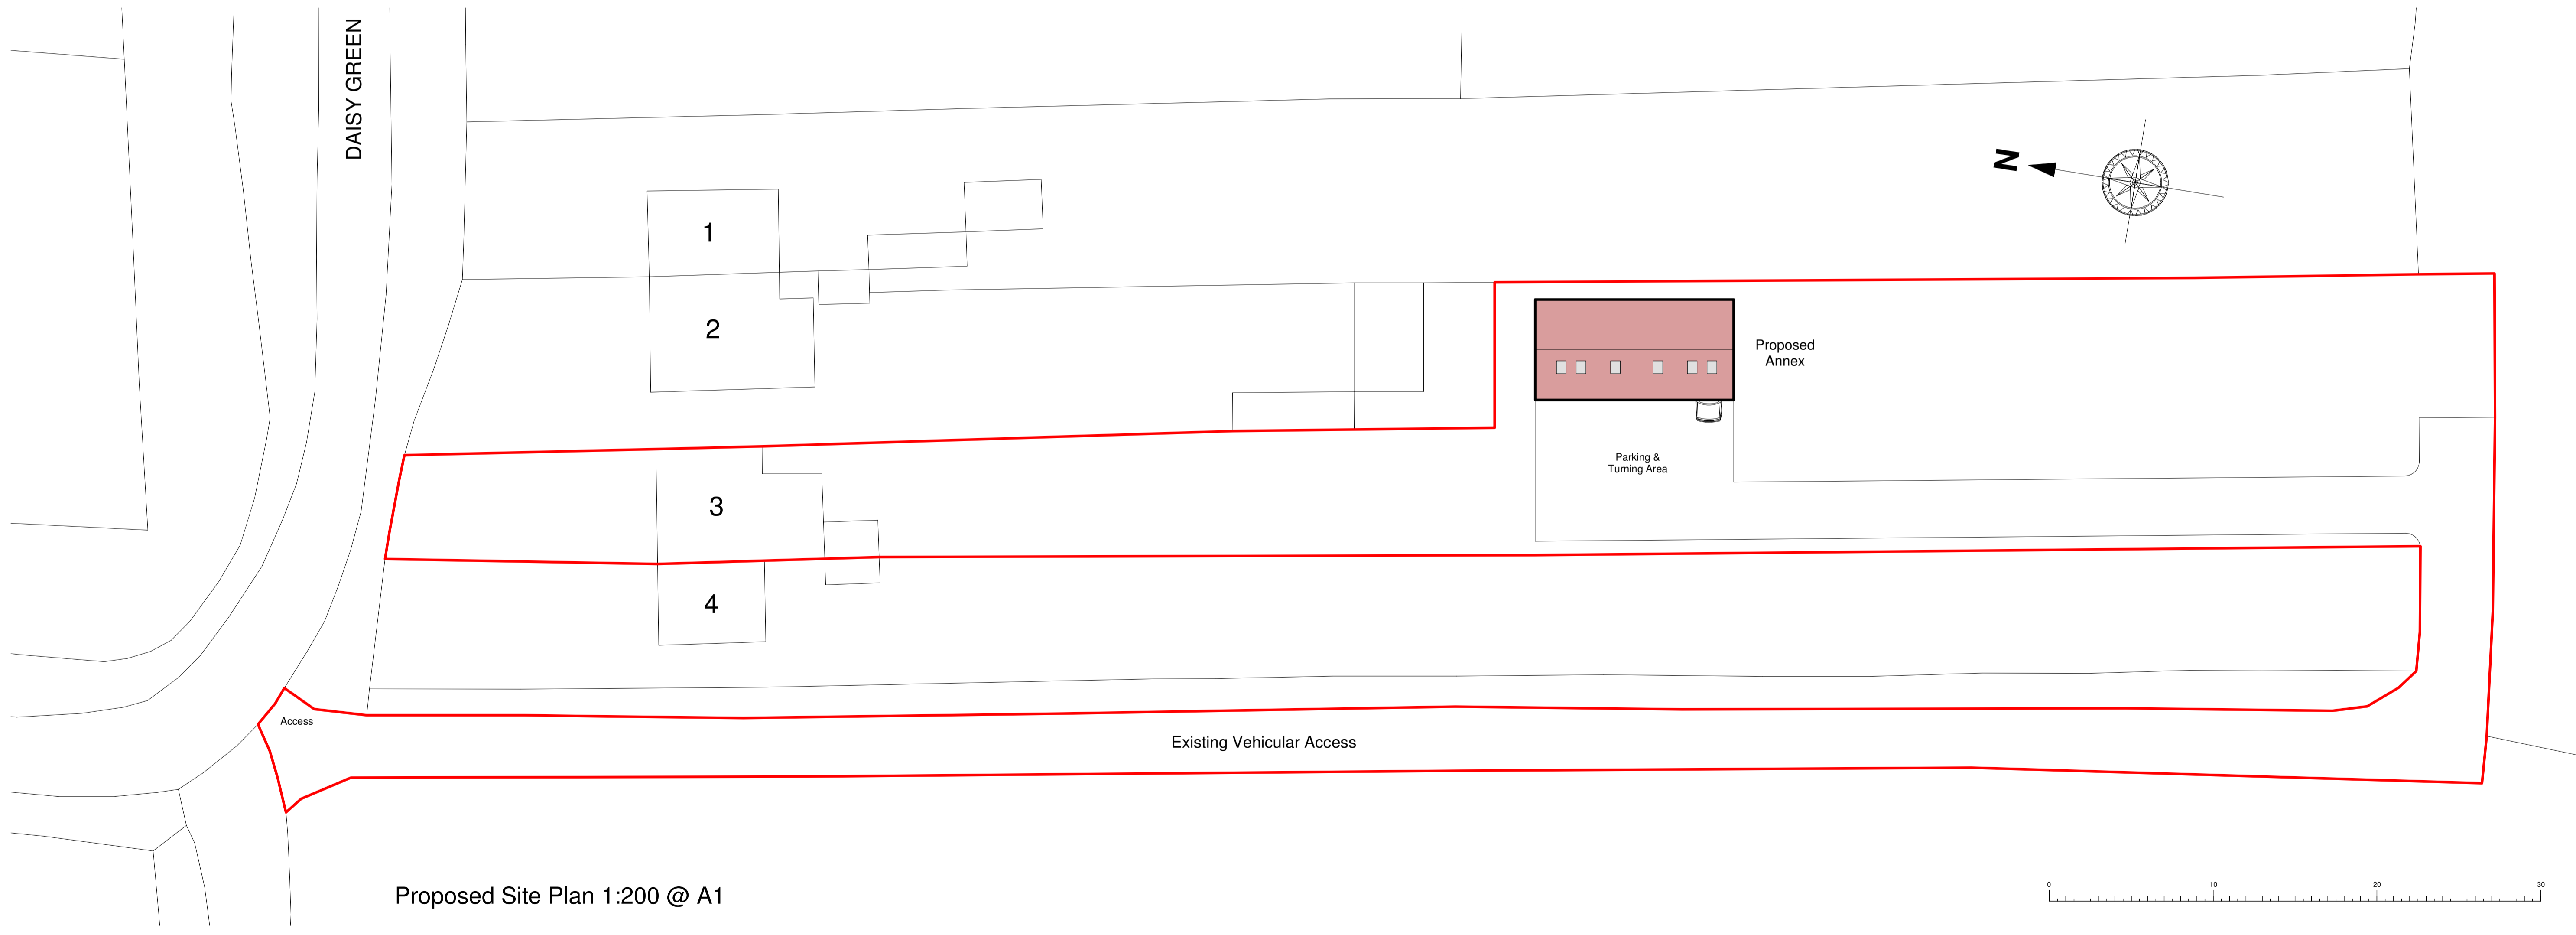 DAISY GREEN
N
1
2
Proposed
Annex
Parking &
Turning Area
3
4
Access
Existing Vehicular Access
Proposed Site Plan 1:200 @ A1
0 10 20 30